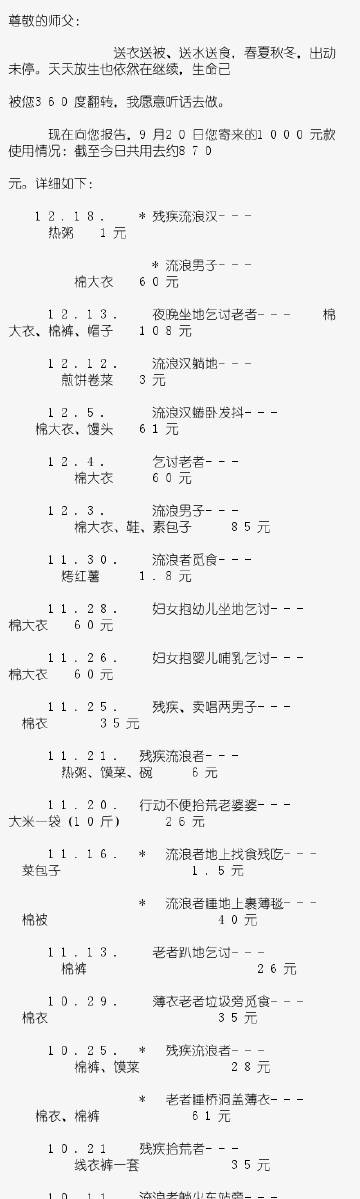 尊敬的师父:
送衣送被、送水送食，春夏秋冬，出动
未停。天天放生也依然在继续，生命已
被您３６０度翻转，我愿意听话去做。
现在向您报告，９月２０日您寄来的１０００元款
使用情况：截至今日共用去约８７０
元。详细如下：
１２.１８. ＊ 残疾流浪汉－－－
热粥 １元
＊ 流浪男子－－－
棉大衣 ６０元
１２.１３. 夜晚坐地乞讨老者－－－ 棉
大衣、棉裤、帽子 １０８元
１２.１２. 流浪汉躺地－－－
煎饼卷菜 ３元
１２.５. 流浪汉蜷卧发抖－－－
棉大衣、馒头 ６１元
１２.４. 乞讨老者－－－
棉大衣 ６０元
１２.３. 流浪男子－－－
棉大衣、鞋、素包子 ８５元
１１.３０. 流浪者觅食－－－
烤红薯 １.８元
１１.２８. 妇女抱幼儿坐地乞讨－－－
棉大衣 ６０元
１１.２６. 妇女抱婴儿哺乳乞讨－－－
棉大衣 ６０元
１１.２５. 残疾、卖唱两男子－－－
棉衣 ３５元
１１.２１. 残疾流浪者－－－
热粥、馍菜、碗 ６元
１１.２０. 行动不便拾荒老婆婆－－－
大米一袋（１０斤） ２６元
１１.１６. ＊ 流浪者地上找食残吃－－－
菜包子 １.５元
＊ 流浪者睡地上裹薄毯－－－
棉被 ４０元
１１.１３. 老者趴地乞讨－－－
棉裤 ２６元
１０.２９. 薄衣老者垃圾旁觅食－－－
棉衣 ３５元
１０.２５. ＊ 残疾流浪者－－－
棉裤、馍菜 ２８元
＊ 老者睡桥洞盖薄衣－－－
棉衣、棉裤 ６１元
１０.２１ 残疾拾荒者－－－
线衣裤一套 ３５元
１０.１１. 流浪者躺火车站旁－－－